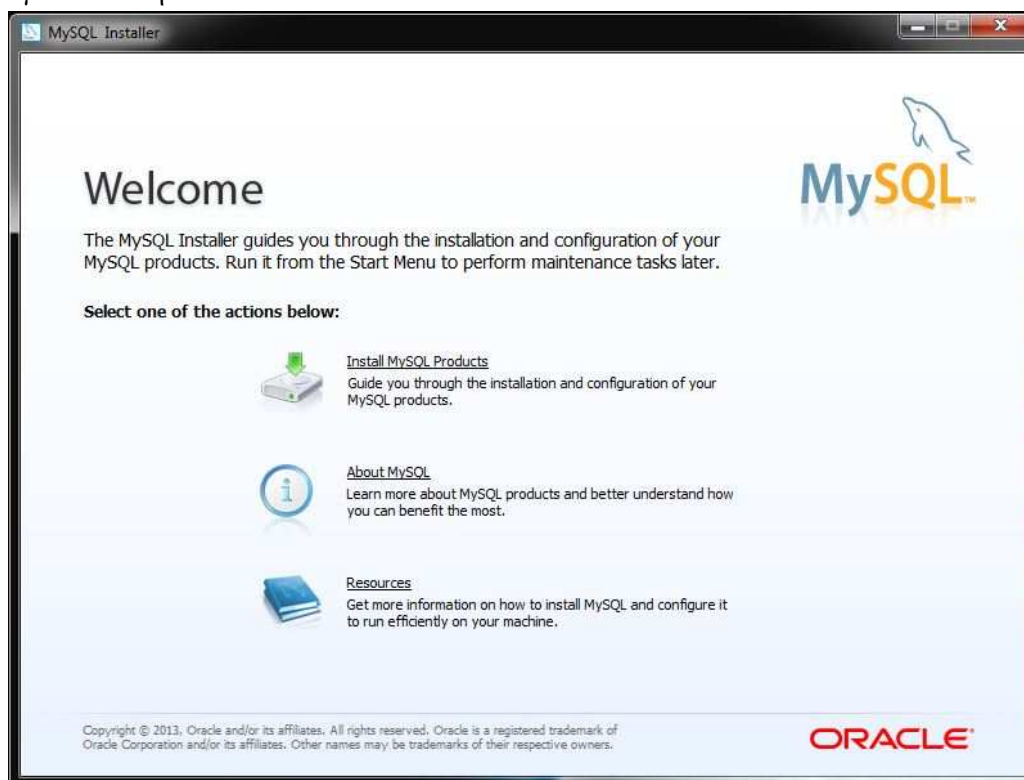 MySQL Installer
MySQL™
Welcome
The MySQL Installer guides you through the installation and configuration of your
MySQL products. Run it from the Start Menu to perform maintenance tasks later.
Select one of the actions below:
Install MySQL Products
Guide you through the installation and configuration of your
MySQL products.
About MySQL
Learn more about MySQL products and better understand how
you can benefit the most.
Resources
Get more information on how to install MySQL and configure it
to run efficiently on your machine.
Copyright © 2013, Oracle and/or its affiliates. All rights reserved. Oracle is a registered trademark of
Oracle Corporation and/or its affiliates. Other names may be trademarks of their respective owners.
ORACLE®